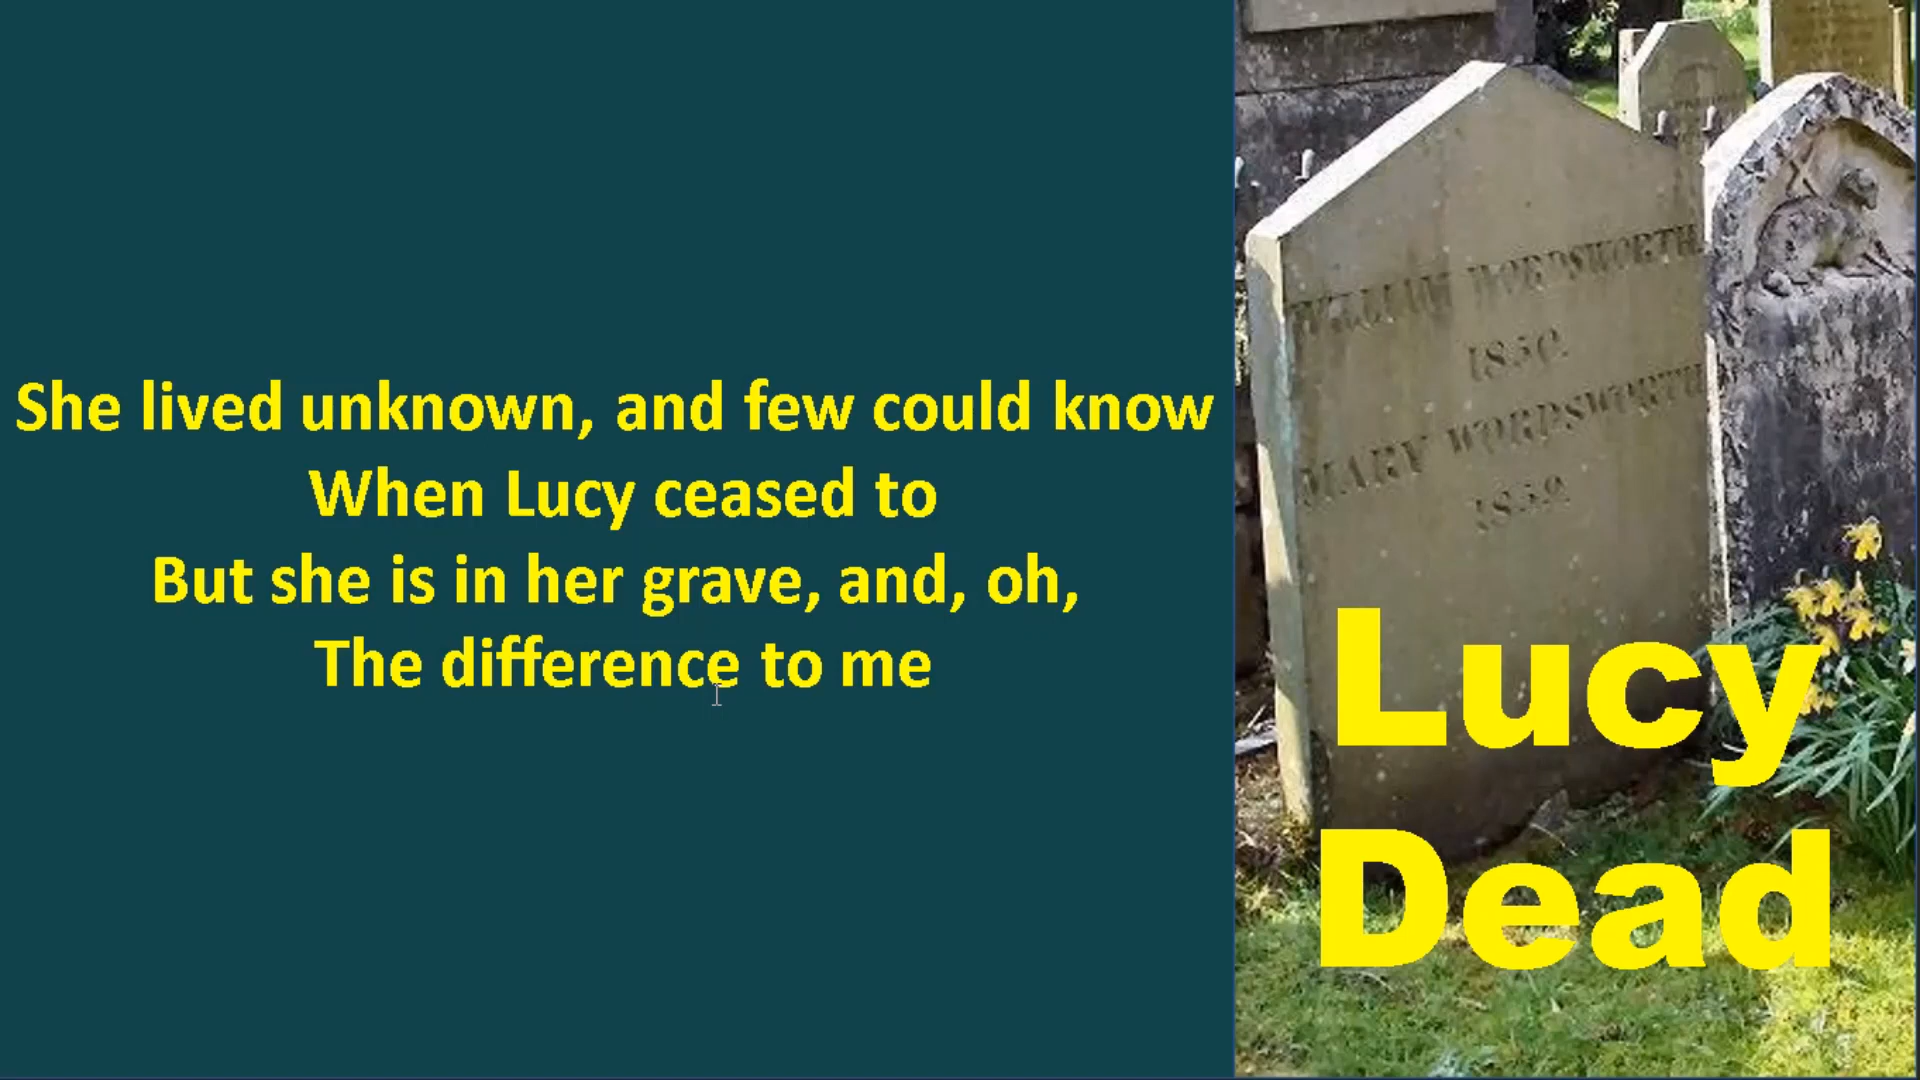 She lived unknown, and few could know
When Lucy ceased to
But she is in her grave, and, oh,
The difference to me
WILLIAM WORDSWORTH
1850.
MARY WORDSWORTH
1859.
Lucy
Dead